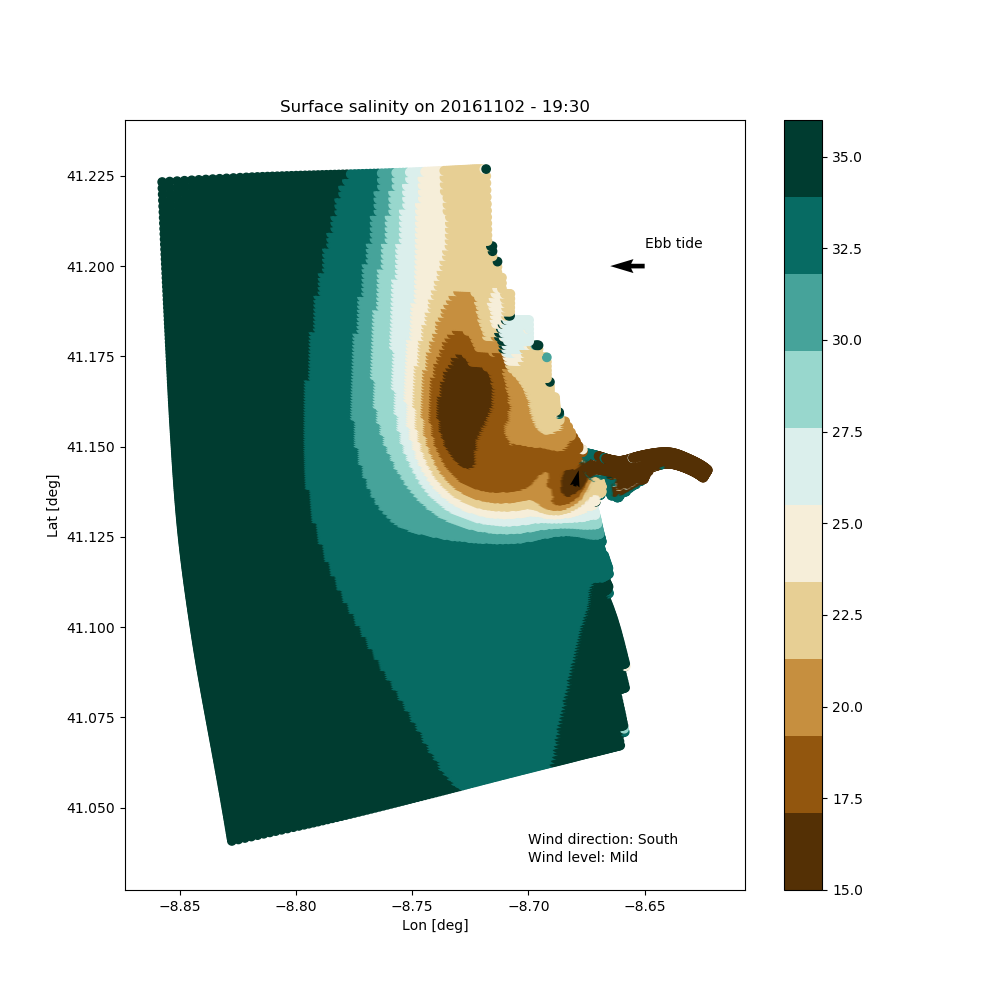 Surface salinity on 20161102 - 19:30
41.225
41.200
41.175
41.150
41.125
41.100
41.075
41.050
Lat [deg]
Ebb tide
Wind direction: South
Wind level: Mild
−8.85 −8.80 −8.75 −8.70 −8.65
Lon [deg]
35.0
32.5
30.0
27.5
25.0
22.5
20.0
17.5
15.0